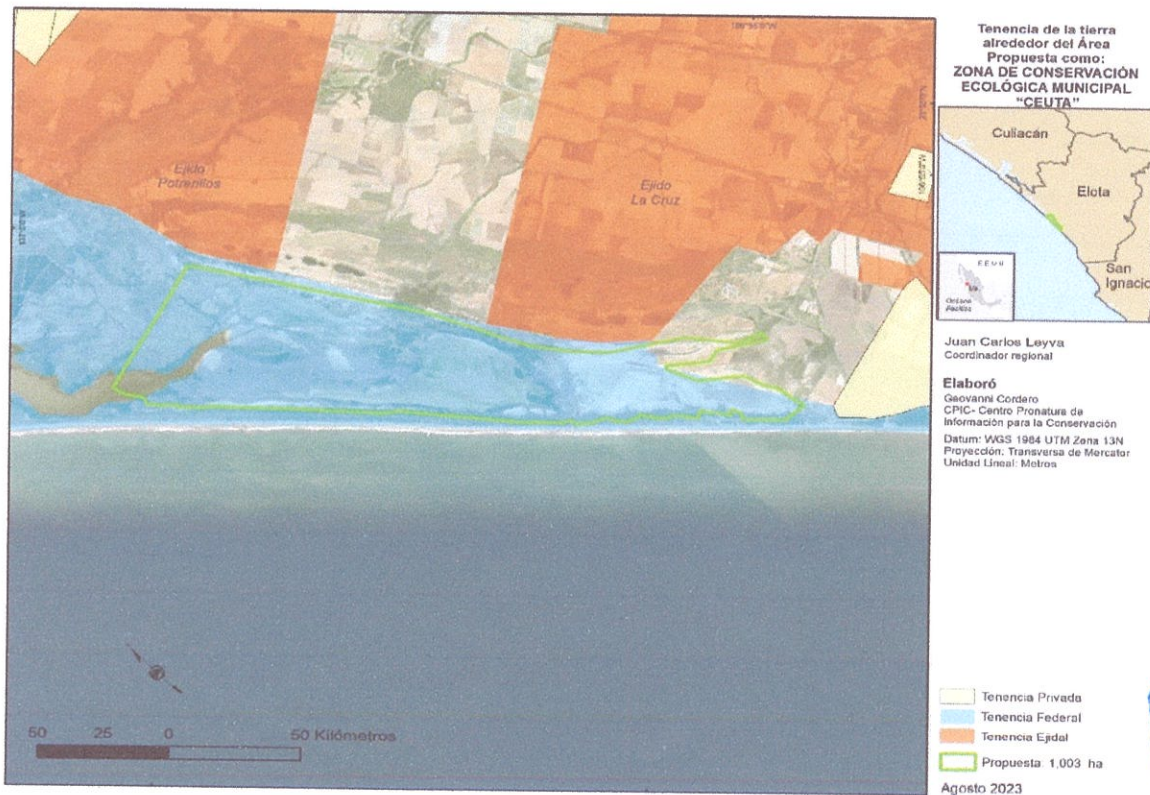 Tenencia de la tierra
alrededor del Área
Propuesta como:
ZONA DE CONSERVACIÓN
ECOLÓGICA MUNICIPAL
"CEUTA"
Culiacán
Elota
San
Ignacio
E.E.U.U
Océano
Pacífico
Ejido
Potrerillos
Ejido
La Cruz
Juan Carlos Leyva
Coordinador regional
Elaboró
Geovanni Cordero
CPIC- Centro Pronatura de
Información para la Conservación
Datum: WGS 1984 UTM Zona 13N
Proyección: Transversa de Mercator
Unidad Lineal: Metros
50 25 0 50 Kilómetros
Tenencia Privada
Tenencia Federal
Tenencia Ejidal
Propuesta: 1,003 ha
Agosto 2023